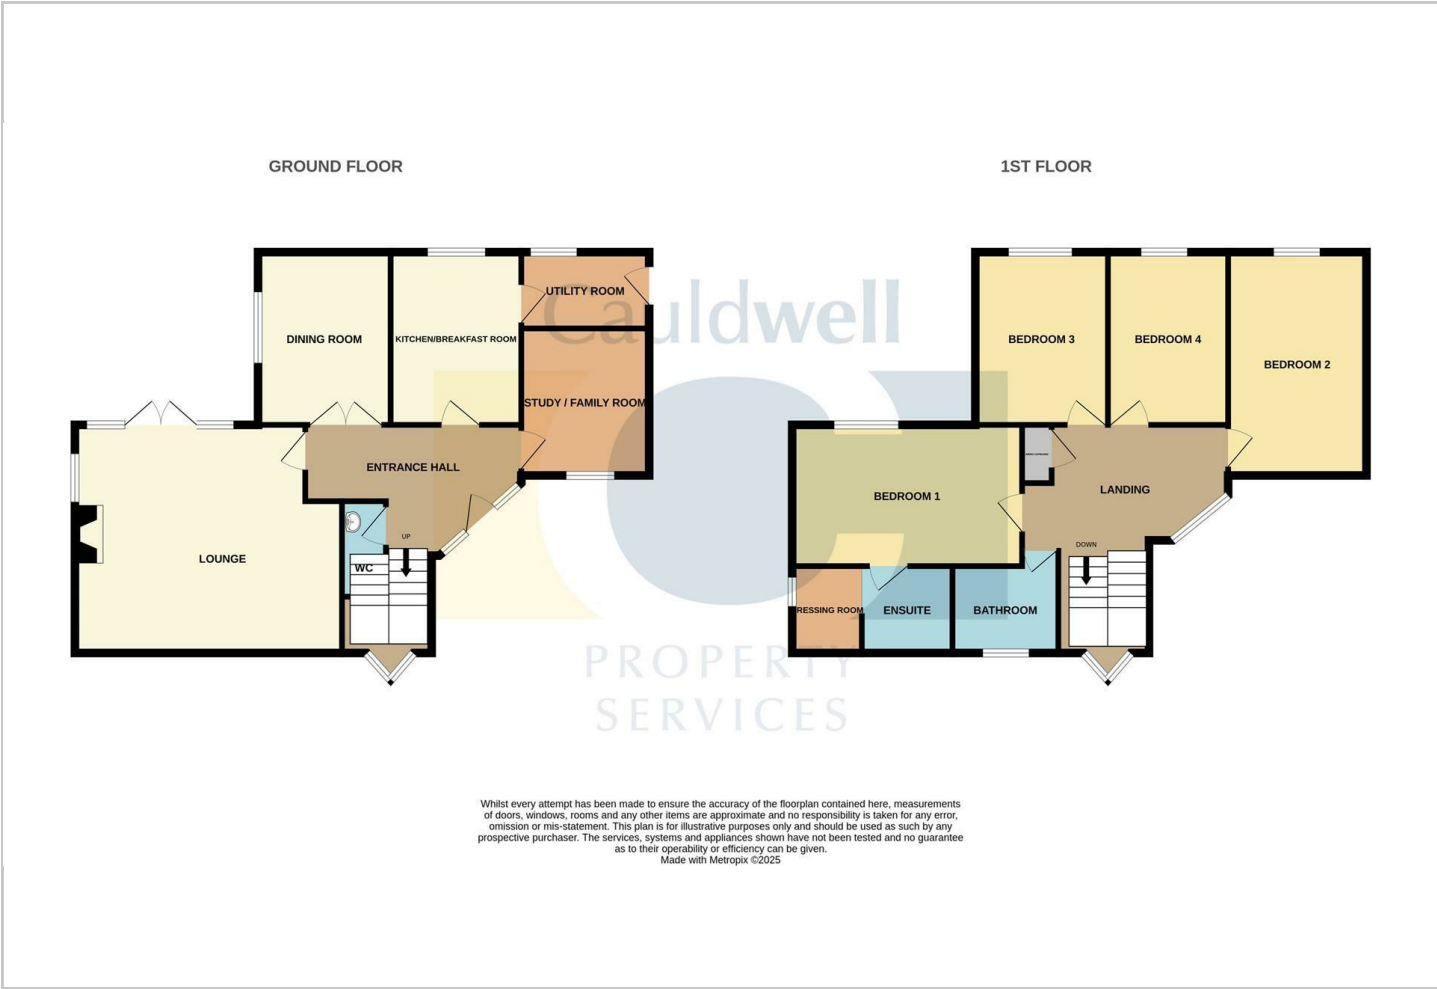 GROUND FLOOR
1ST FLOOR
Cauldwell
PROPERTY
SERVICES
UTILITY ROOM
DINING ROOM
KITCHEN/BREAKFAST ROOM
STUDY / FAMILY ROOM
ENTRANCE HALL
UP
LOUNGE
WC
BEDROOM 3
BEDROOM 4
BEDROOM 2
BEDROOM 1
LANDING
DOWN
RESSING ROOM
ENSUITE
BATHROOM
Whilst every attempt has been made to ensure the accuracy of the floorplan contained here, measurements
of doors, windows, rooms and any other items are approximate and no responsibility is taken for any error,
omission or mis-statement. This plan is for illustrative purposes only and should be used as such by any
prospective purchaser. The services, systems and appliances shown have not been tested and no guarantee
as to their operability or efficiency can be given.
Made with Metropix ©2025